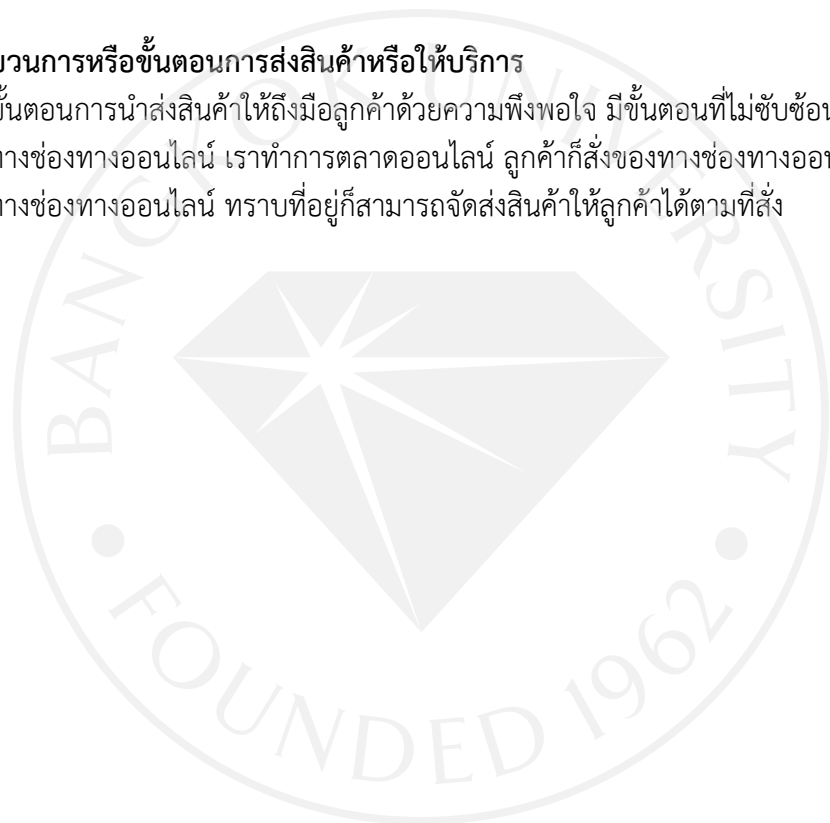 บวนการหรือขั้นตอนการส่งสินค้าหรือให้บริการ
ขั้นตอนการนำส่งสินค้าให้ถึงมือลูกค้าด้วยความพึงพอใจ มีขั้นตอนที่ไม่ซับซ้อน
ทางช่องทางออนไลน์ เราทำการตลาดออนไลน์ ลูกค้าก็สั่งของทางช่องทางออน
ทางช่องทางออนไลน์ ทราบที่อยู่ก็สามารถจัดส่งสินค้าให้ลูกค้าได้ตามที่สั่ง
BANGKOK UNIVERSITY
• FOUNDED 1962 •